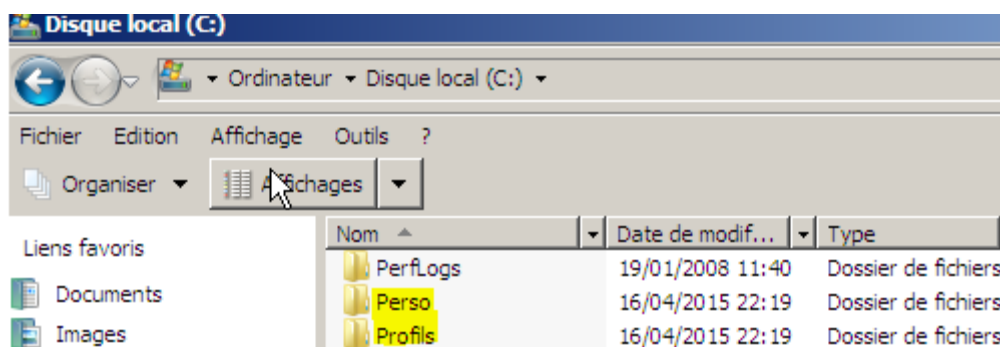 Disque local (C:)
Ordinateur Disque local (C:)
Fichier Edition Affichage Outils ?
Organiser Affichages
Liens favoris
Nom Date de modif... Type
PerfLogs 19/01/2008 11:40 Dossier de fichiers
Documents
Perso 16/04/2015 22:19 Dossier de fichiers
Images
Profils 16/04/2015 22:19 Dossier de fichiers